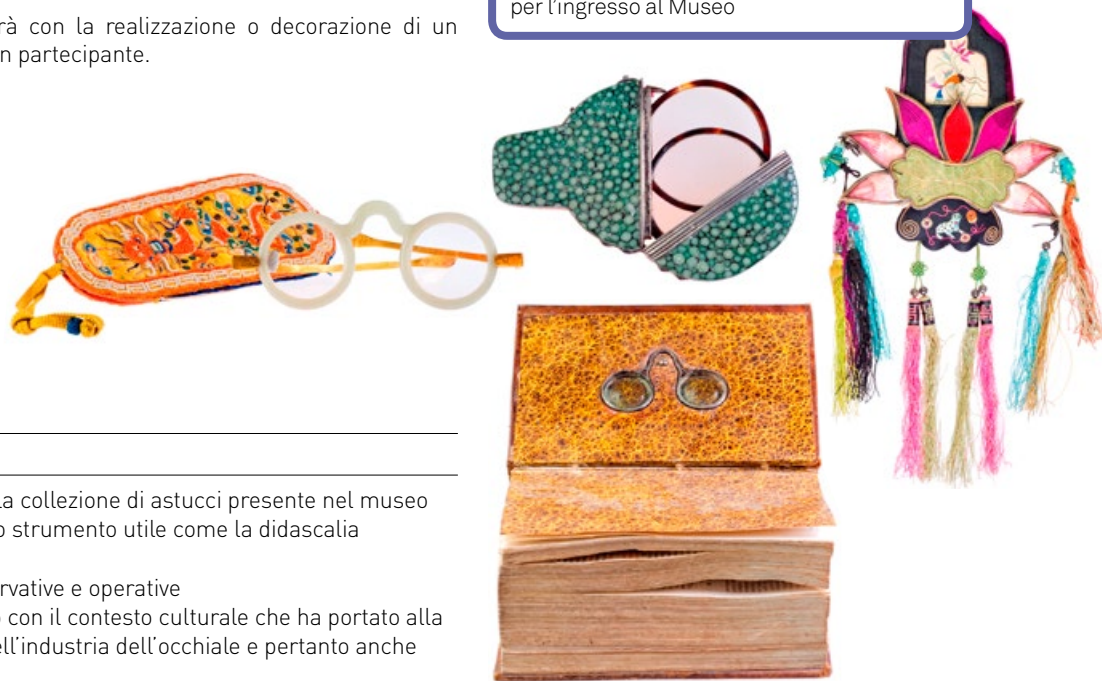 rà con la realizzazione o decorazione di un
n partecipante.
per l'ingresso al Museo
la collezione di astucci presente nel museo
o strumento utile come la didascalia
rvative e operative
o con il contesto culturale che ha portato alla
ell'industria dell'occhiale e pertanto anche